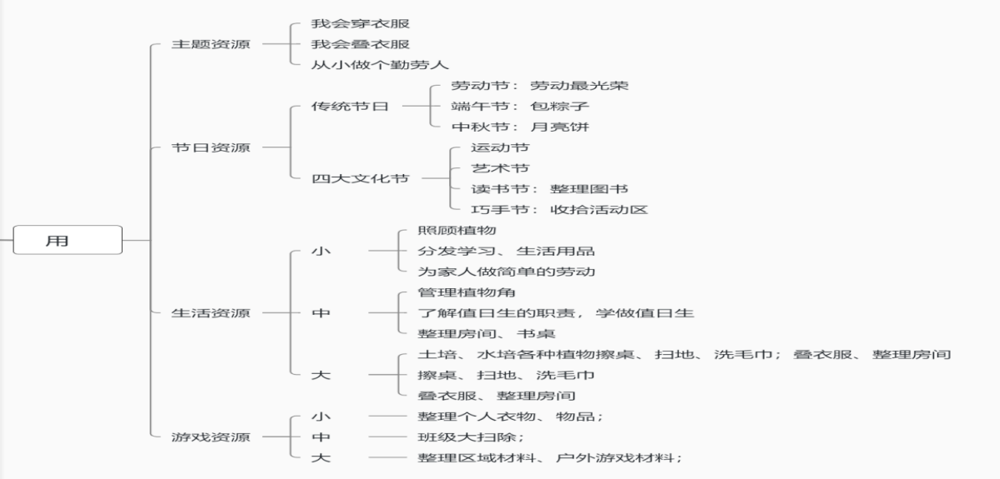 我会穿衣服
主题资源
我会叠衣服
从小做个勤劳人
劳动节：劳动最光荣
传统节日
端午节：包粽子
中秋节：月亮饼
节日资源
运动节
艺术节
四大文化节
读书节：整理图书
巧手节：收拾活动区
用
照顾植物
小
分发学习、生活用品
为家人做简单的劳动
管理植物角
生活资源
中
了解值日生的职责，学做值日生
整理房间、书桌
土培、水培各种植物擦桌、扫地、洗毛巾；叠衣服、整理房间
大
擦桌、扫地、洗毛巾
叠衣服、整理房间
小
整理个人衣物、物品；
游戏资源
中
班级大扫除；
大
整理区域材料、户外游戏材料；